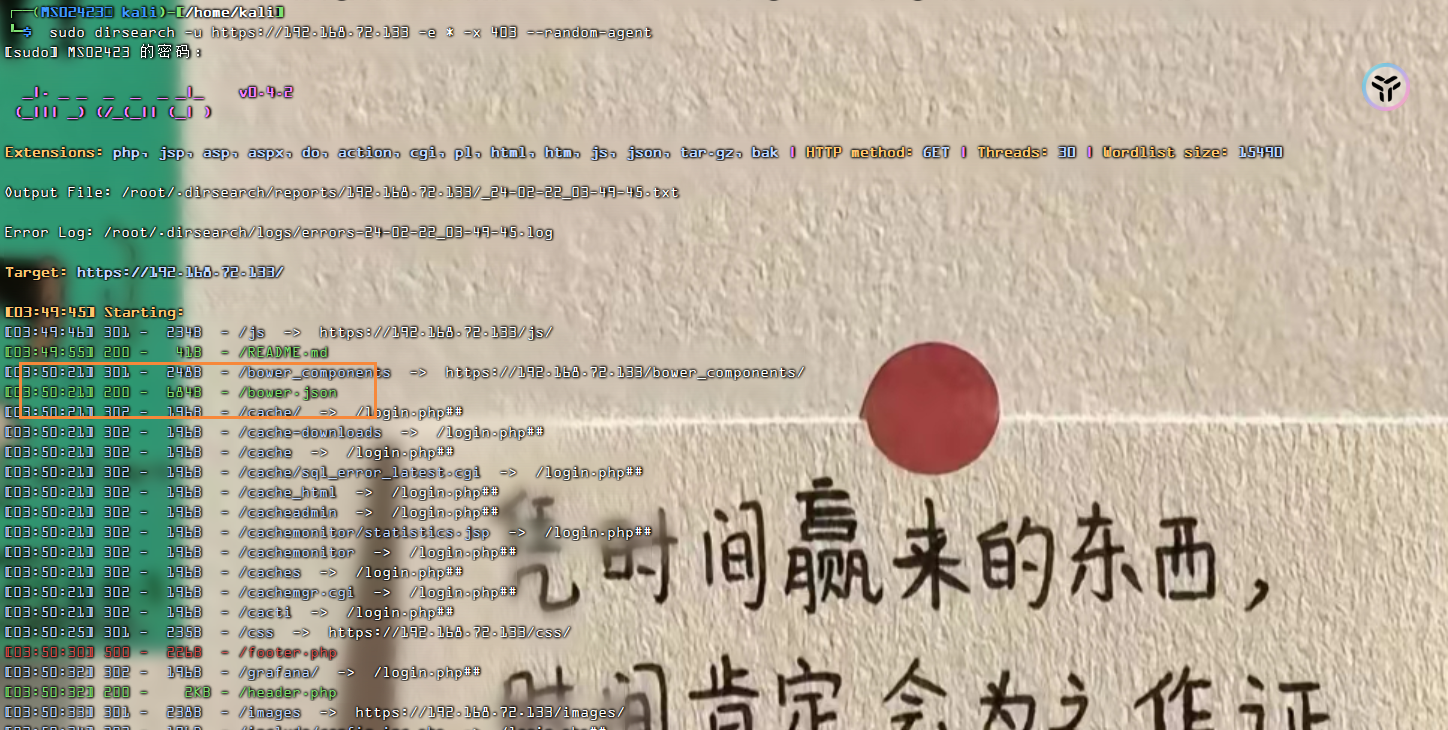 (MS02423㉿ kali)-[/home/kali]
$ sudo dirsearch -u https://192.168.72.133 -e * -x 403 --random-agent
[sudo] MS02423 的密码:
v0.4.2
Extensions: php, jsp, asp, aspx, do, action, cgi, pl, html, htm, js, json, tar.gz, bak | HTTP method: GET | Threads: 30 | Wordlist size: 15490
Output File: /root/.dirsearch/reports/192.168.72.133/_24-02-22_03-49-45.txt
Error Log: /root/.dirsearch/logs/errors-24-02-22_03-49-45.log
Target: https://192.168.72.133/
[03:49:45] Starting:
[03:49:46] 301 - 234B - /js -> https://192.168.72.133/js/
[03:49:55] 200 - 41B - /README.md
[03:50:21] 301 - 248B - /bower_components -> https://192.168.72.133/bower_components/
[03:50:21] 200 - 684B - /bower.json
[03:50:21] 302 - 196B - /cache/ -> /login.php##
[03:50:21] 302 - 196B - /cache-downloads -> /login.php##
[03:50:21] 302 - 196B - /cache -> /login.php##
[03:50:21] 302 - 196B - /cache/sql_error_latest.cgi -> /login.php##
[03:50:21] 302 - 196B - /cache_html -> /login.php##
[03:50:21] 302 - 196B - /cacheadmin -> /login.php##
[03:50:21] 302 - 196B - /cachemonitor/statistics.jsp -> /login.php##
[03:50:21] 302 - 196B - /cachemonitor -> /login.php##
[03:50:21] 302 - 196B - /caches -> /login.php##
[03:50:21] 302 - 196B - /cachemgr.cgi -> /login.php##
[03:50:21] 302 - 196B - /cacti -> /login.php##
[03:50:25] 301 - 235B - /css -> https://192.168.72.133/css/
[03:50:30] 500 - 226B - /footer.php
[03:50:32] 302 - 196B - /grafana/ -> /login.php##
[03:50:32] 200 - 2KB - /header.php
[03:50:33] 301 - 238B - /images -> https://192.168.72.133/images/
凭时间赢来的东西，
时间肯定会为之作证